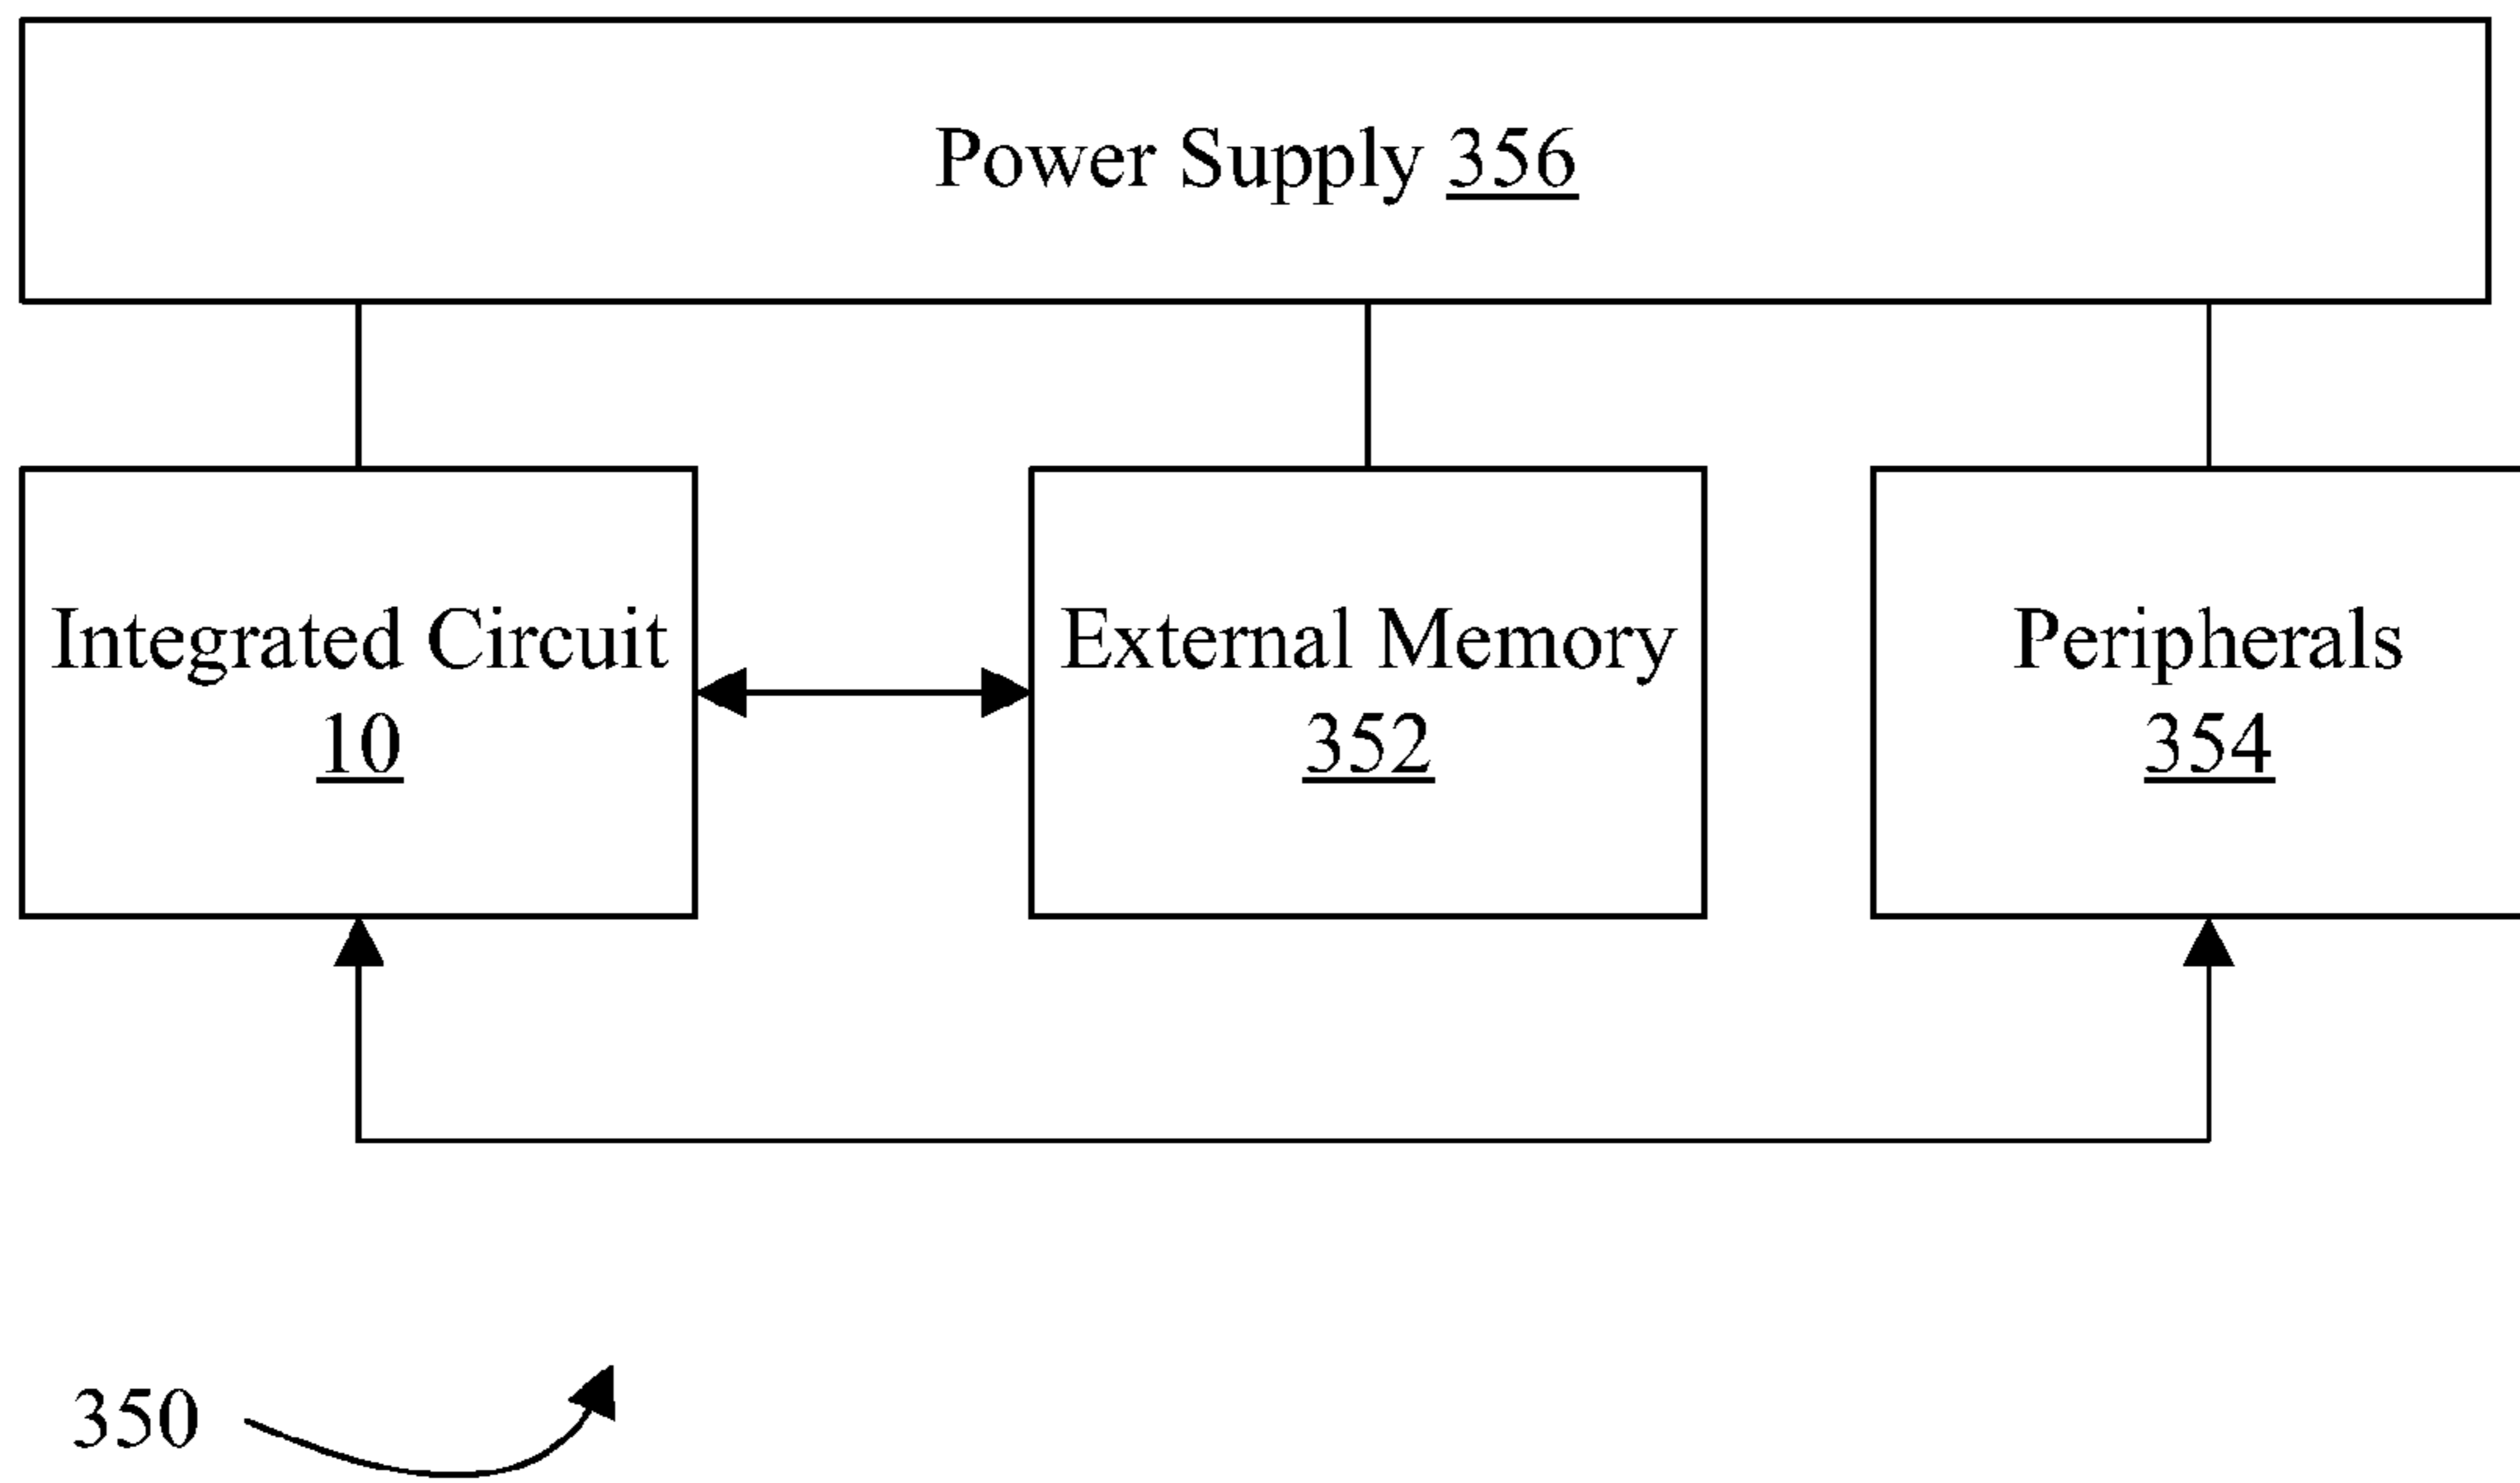 Power Supply 356
Integrated Circuit
10
External Memory
352
Peripherals
354
350